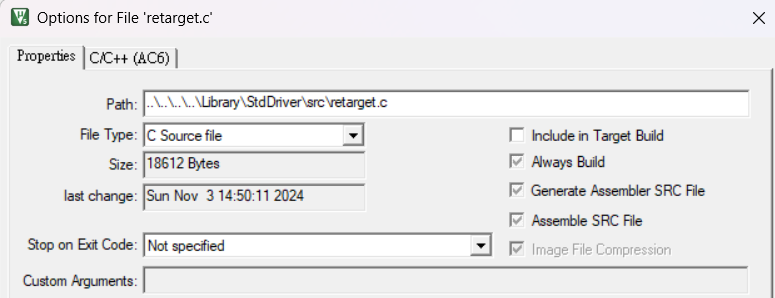 Options for File 'retarget.c'
Properties C/C++ (AC6)
Path: ..\..\..\..\Library\StdDriver\src\retarget.c
File Type: C Source file Include in Target Build
Size: 18612 Bytes Always Build
last change: Sun Nov 3 14:50:11 2024 Generate Assembler SRC File
Assemble SRC File
Stop on Exit Code: Not specified Image File Compression
Custom Arguments: